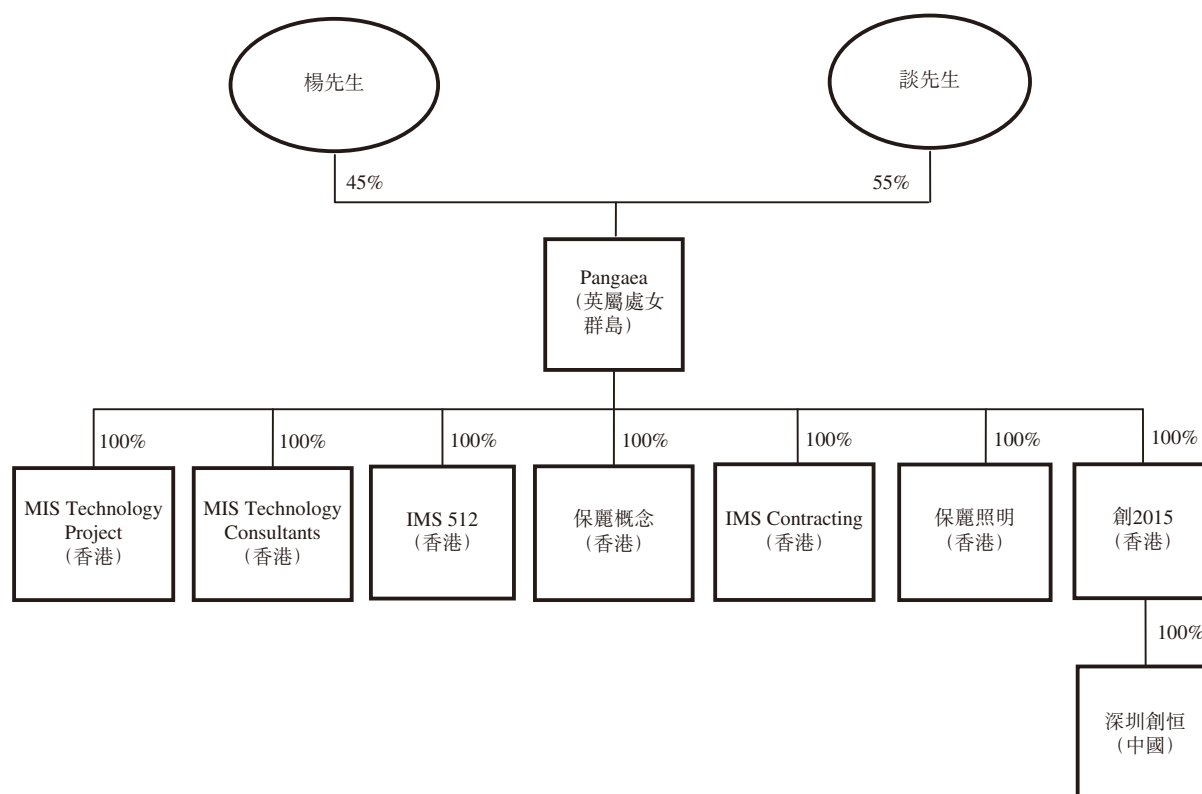 楊先生
談先生
45%
55%
Pangaea
（英屬處女
群島）
100%
100%
100%
100%
100%
100%
100%
MIS Technology
Project
（香港）
MIS Technology
Consultants
（香港）
IMS 512
（香港）
保麗概念
（香港）
IMS Contracting
（香港）
保麗照明
（香港）
創2015
（香港）
100%
深圳創恒
（中國）